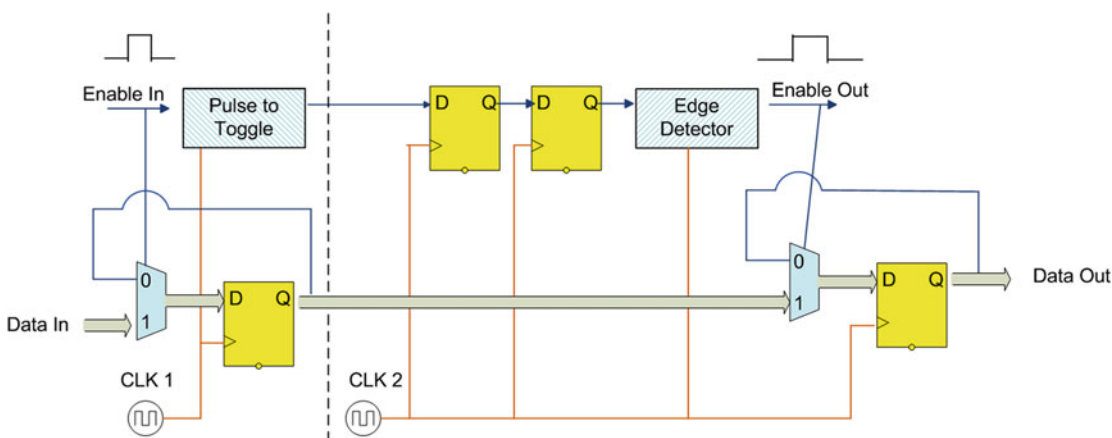 Enable In
Pulse to
Toggle
D Q
D Q
Edge
Detector
Enable Out
0
1
Data In
D Q
0
1
D Q
Data Out
CLK 1
CLK 2